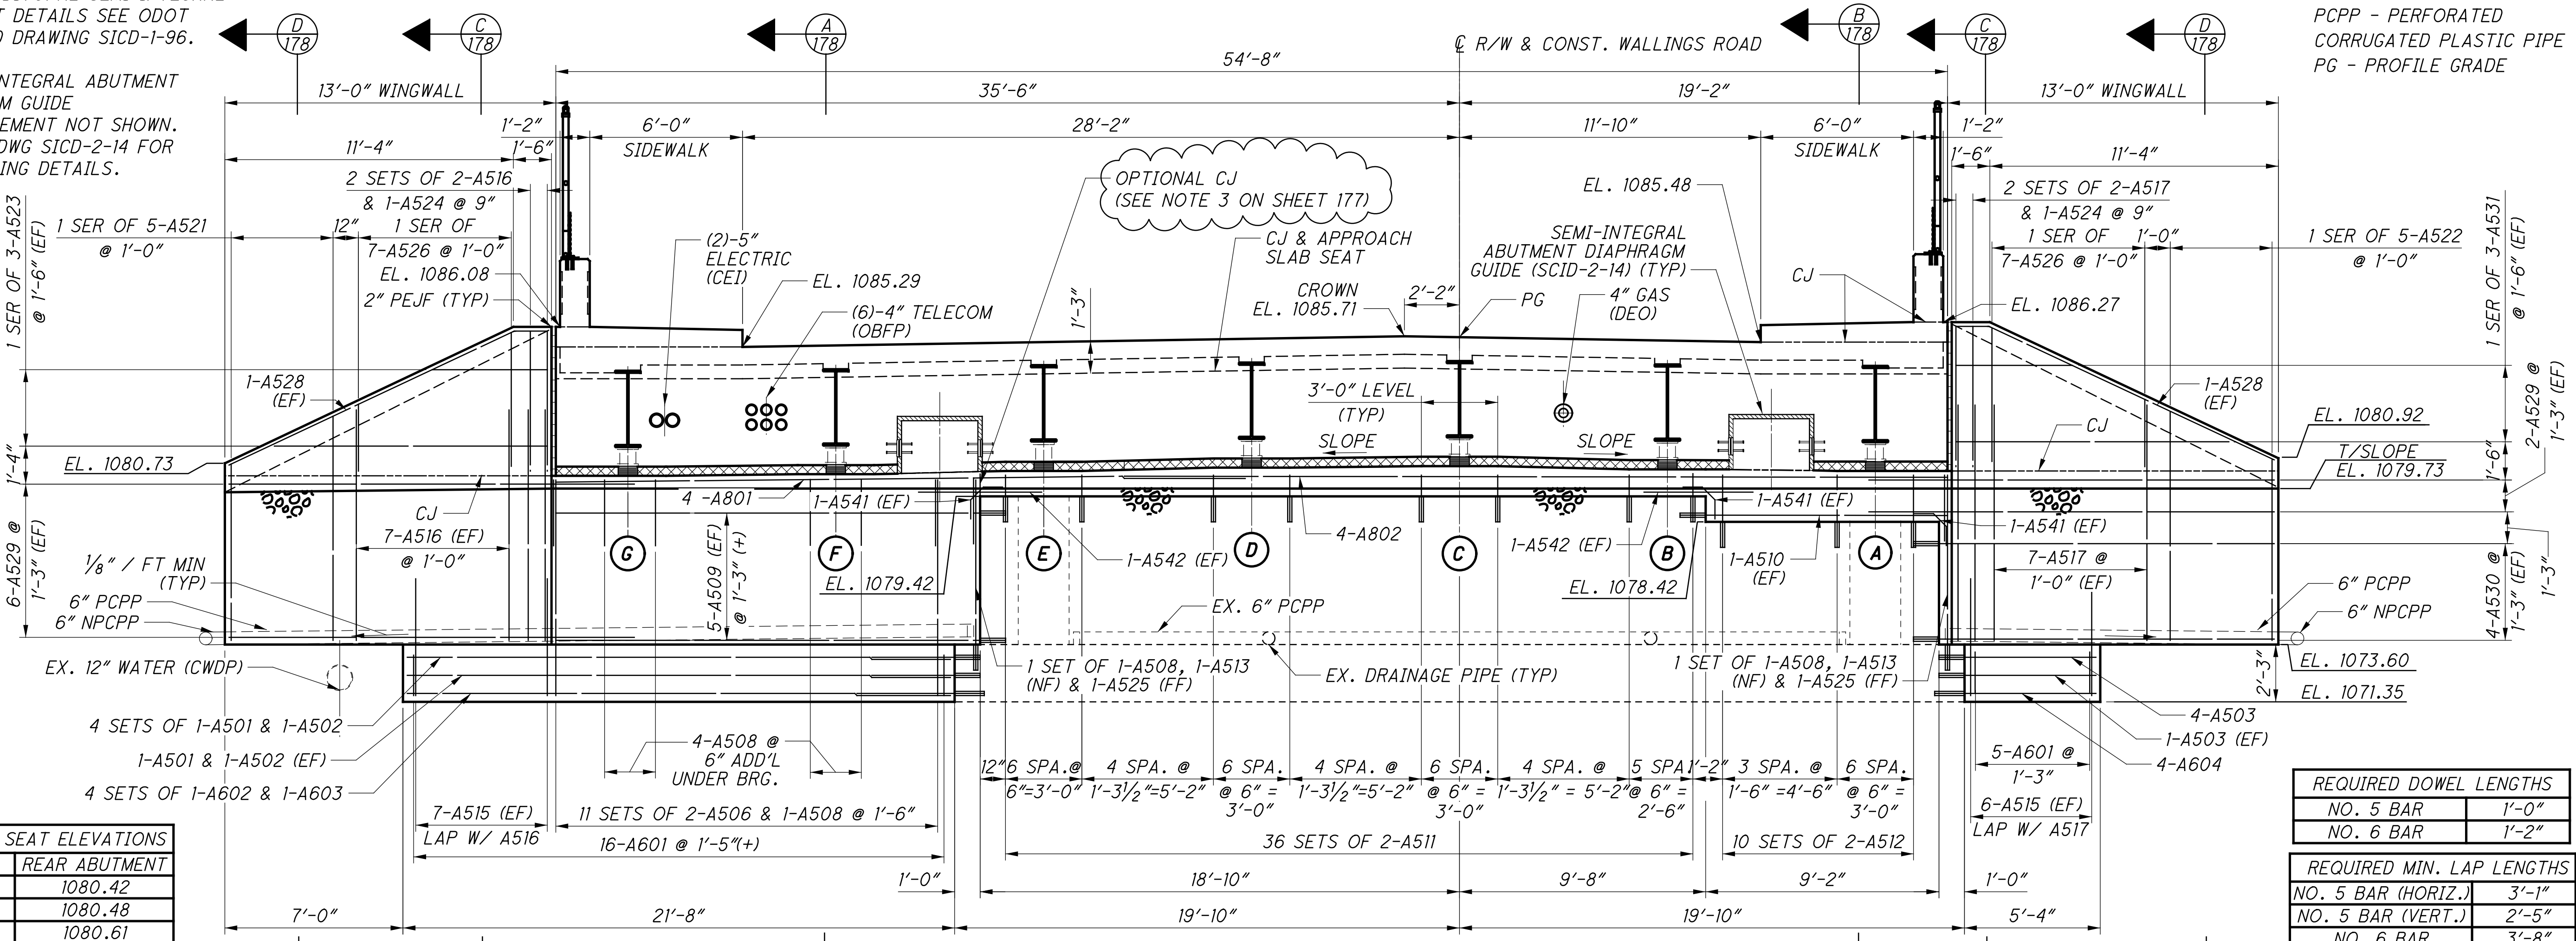 T DETAILS SEE ODOT
D DRAWING SICD-1-96.
NTEGRAL ABUTMENT
M GUIDE
EMENT NOT SHOWN.
DWG SICD-2-14 FOR
ING DETAILS.
D
178
C
178
A
178
B
178
C
178
D
178
℄ R/W & CONST. WALLINGS ROAD
PCPP - PERFORATED
CORRUGATED PLASTIC PIPE
PG - PROFILE GRADE
54'-8"
13'-0" WINGWALL
35'-6"
19'-2"
13'-0" WINGWALL
1'-2"
6'-0"
SIDEWALK
28'-2"
11'-10"
6'-0"
SIDEWALK
1'-2"
11'-4"
1'-6"
1'-6"
11'-4"
2 SETS OF 2-A516
& 1-A524 @ 9"
1 SER OF 3-A523
@ 1'-6" (EF)
1 SER OF 5-A521
@ 1'-0"
12"
1 SER OF
7-A526 @ 1'-0"
EL. 1086.08
2" PEJF (TYP)
(2)-5"
ELECTRIC
(CEI)
EL. 1085.29
(6)-4" TELECOM
(OBFP)
OPTIONAL CJ
(SEE NOTE 3 ON SHEET 177)
CJ & APPROACH
SLAB SEAT
1'-3"
CROWN
EL. 1085.71
2'-2"
PG
EL. 1085.48
SEMI-INTEGRAL
ABUTMENT DIAPHRAGM
GUIDE (SCID-2-14) (TYP)
4" GAS
(DEO)
CJ
EL. 1086.27
2 SETS OF 2-A517
& 1-A524 @ 9"
1 SER OF
7-A526 @ 1'-0"
1'-0"
1 SER OF 5-A522
@ 1'-0"
1 SER OF 3-A531
@ 1'-6" (EF)
2-A529 @
1'-3" (EF)
1-A528
(EF)
3'-0" LEVEL
(TYP)
SLOPE
SLOPE
1-A528
(EF)
EL. 1080.92
T/SLOPE
EL. 1079.73
CJ
1'-6"
1'-4"
EL. 1080.73
CJ
6-A529 @
1'-3" (EF)
7-A516 (EF)
@ 1'-0"
4 -A801
1-A541 (EF)
5-A509 (EF)
@ 1'-3" (+)
EL. 1079.42
1-A542 (EF)
4-A802
1-A542 (EF)
EL. 1078.42
1-A541 (EF)
1-A510
(EF)
1-A541 (EF)
7-A517 @
1'-0" (EF)
4-A530 @
1'-3" (EF)
1'-3"
G
F
E
D
C
B
A
1/8" / FT MIN
(TYP)
6" PCPP
6" NPCPP
EX. 12" WATER (CWDP)
EX. 6" PCPP
EX. DRAINAGE PIPE (TYP)
6" PCPP
6" NPCPP
1 SET OF 1-A508, 1-A513
(NF) & 1-A525 (FF)
1 SET OF 1-A508, 1-A513
(NF) & 1-A525 (FF)
2'-3"
EL. 1073.60
EL. 1071.35
4 SETS OF 1-A501 & 1-A502
1-A501 & 1-A502 (EF)
4 SETS OF 1-A602 & 1-A603
4-A508 @
6" ADD'L
UNDER BRG.
4-A503
1-A503 (EF)
4-A604
5-A601 @
1'-3"
6-A515 (EF)
LAP W/ A517
12"
6 SPA.@
6"=3'-0"
4 SPA. @
1'-3½"=5'-2"
6 SPA.
@ 6" =
3'-0"
4 SPA. @
1'-3½"=5'-2"
6 SPA.
@ 6" =
3'-0"
4 SPA. @
1'-3½" = 5'-2"
5 SPA.
@ 6" =
2'-6"
1'-2"
3 SPA. @
1'-6" =4'-6"
6 SPA.
@ 6" =
3'-0"
7-A515 (EF)
LAP W/ A516
11 SETS OF 2-A506 & 1-A508 @ 1'-6"
16-A601 @ 1'-5"(+)
36 SETS OF 2-A511
10 SETS OF 2-A512
1'-0"
18'-10"
9'-8"
9'-2"
1'-0"
7'-0"
21'-8"
19'-10"
19'-10"
5'-4"
SEAT ELEVATIONS
REAR ABUTMENT
1080.42
1080.48
1080.61
REQUIRED DOWEL LENGTHS
NO. 5 BAR 1'-0"
NO. 6 BAR 1'-2"
REQUIRED MIN. LAP LENGTHS
NO. 5 BAR (HORIZ.) 3'-1"
NO. 5 BAR (VERT.) 2'-5"
NO. 6 BAR 3'-8"